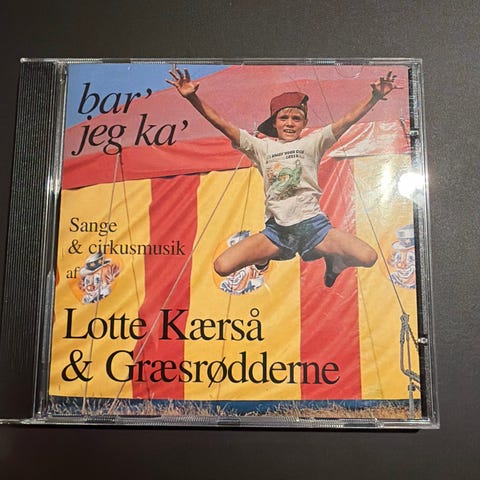 bar'
jeg ka'
Sange
& cirkusmusik
af
Lotte Kærså
& Græsrødderne